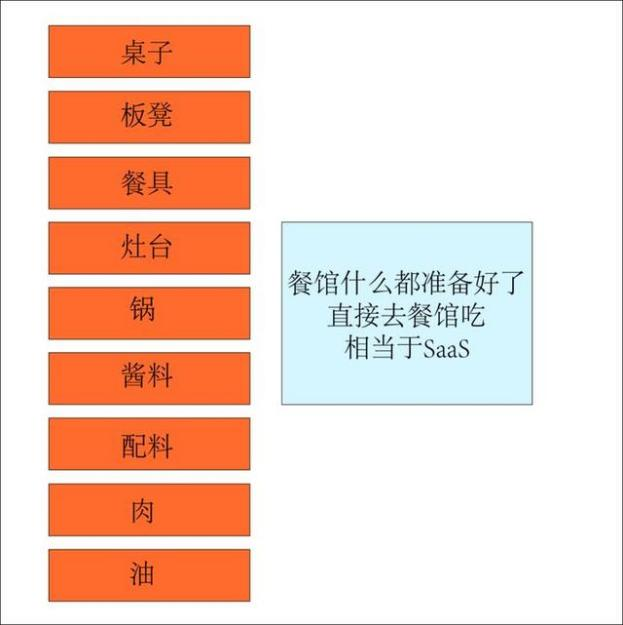 桌子
板凳
餐具
灶台
锅
酱料
配料
肉
油
餐馆什么都准备好了
直接去餐馆吃
相当于SaaS